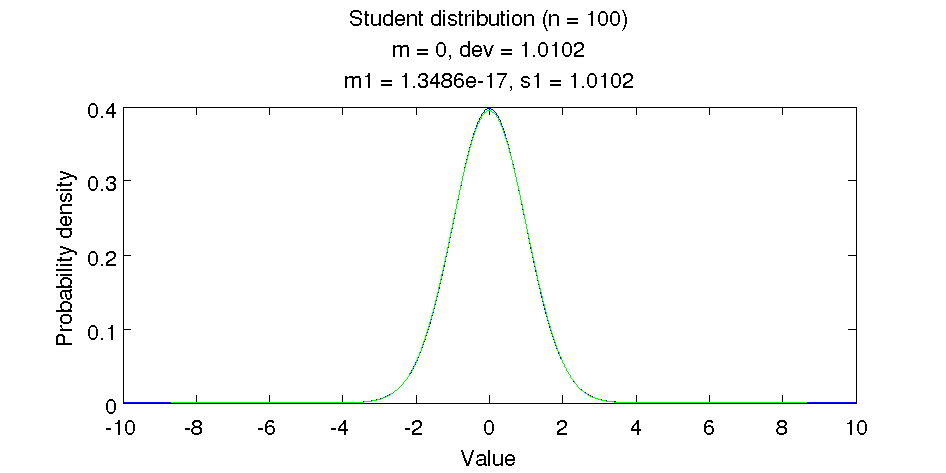 Student distribution (n = 100)
m = 0, dev = 1.0102
m1 = 1.3486e-17, s1 = 1.0102
0.4
0.3
0.2
0.1
0
Probability density
-10 -8 -6 -4 -2 0 2 4 6 8 10
Value